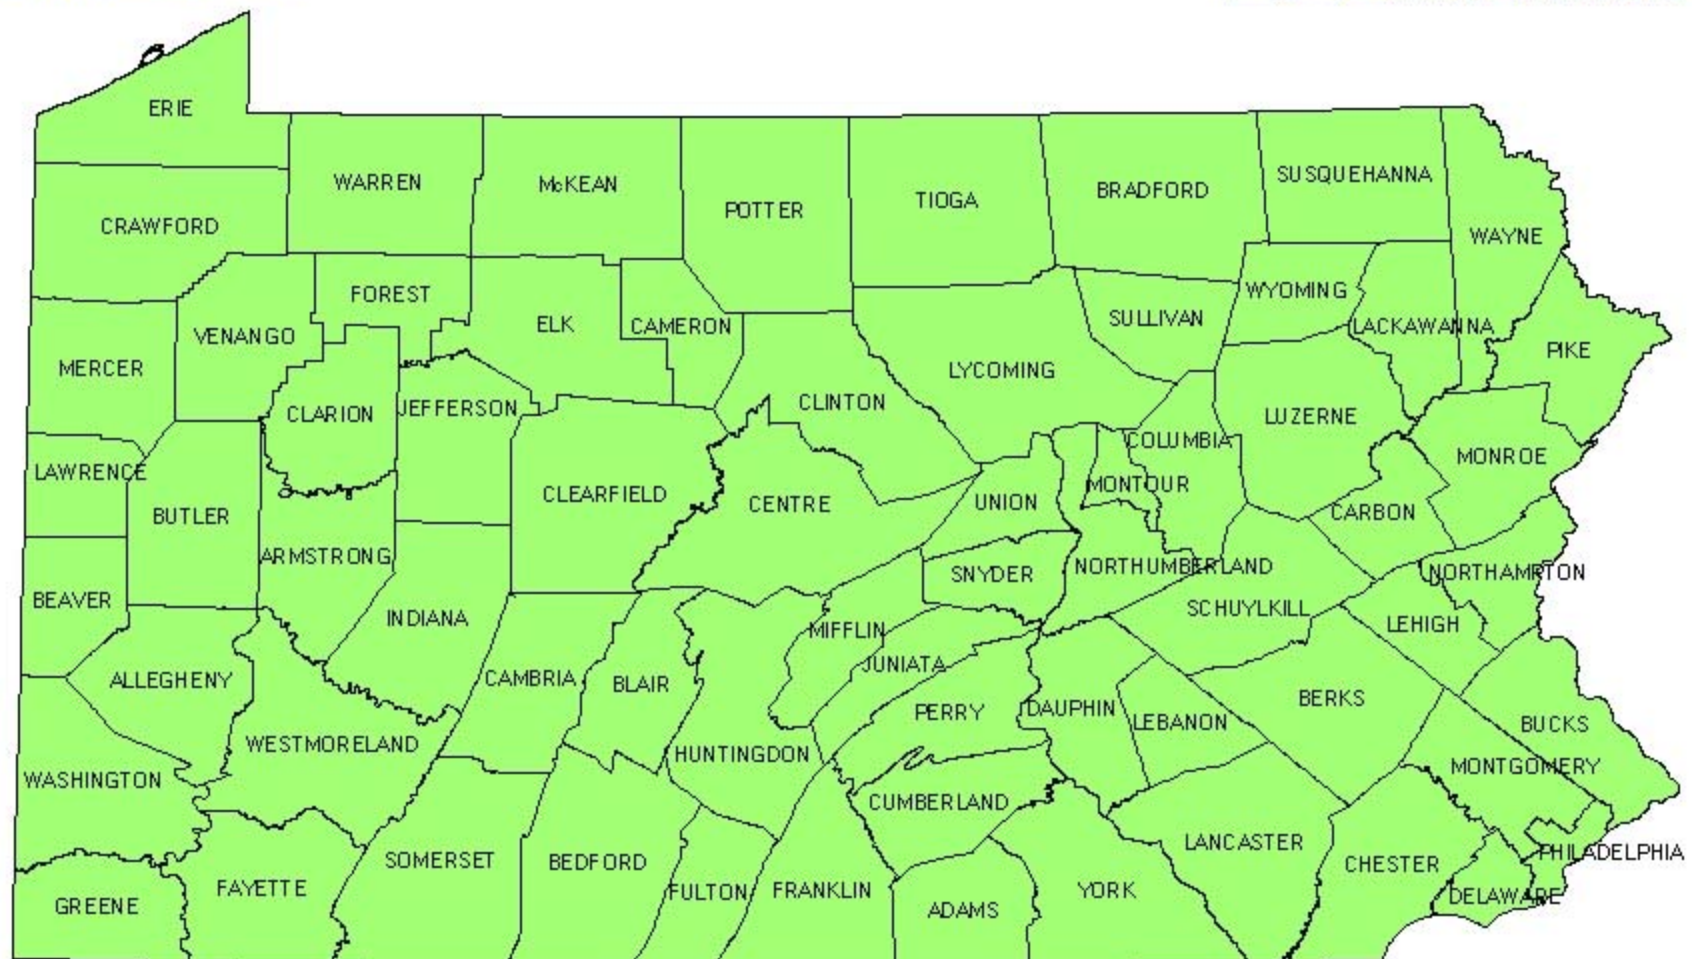 ERIE
WARREN
McKEAN
POTTER
TIOGA
BRADFORD
SUSQUEHANNA
WAYNE
CRAWFORD
FOREST
VENANGO
ELK
CAMERON
SULLIVAN
WYOMING
LACKAWANNA
PIKE
MERCER
CLARION
JEFFERSON
CLINTON
LYCOMING
LUZERNE
COLUMBIA
MONROE
LAWRENCE
BUTLER
CLEARFIELD
CENTRE
UNION
MONTOUR
CARBON
ARMSTRONG
BEAVER
INDIANA
SNYDER
NORTHUMBERLAND
NORTHAMPTON
SCHUYLKILL
LEHIGH
MIFFLIN
JUNIATA
ALLEGHENY
CAMBRIA
BLAIR
PERRY
DAUPHIN
LEBANON
BERKS
BUCKS
WESTMORELAND
HUNTINGDON
MONTGOMERY
WASHINGTON
CUMBERLAND
LANCASTER
PHILADELPHIA
CHESTER
SOMERSET
BEDFORD
FULTON
FRANKLIN
YORK
DELAWARE
GREENE
FAYETTE
ADAMS